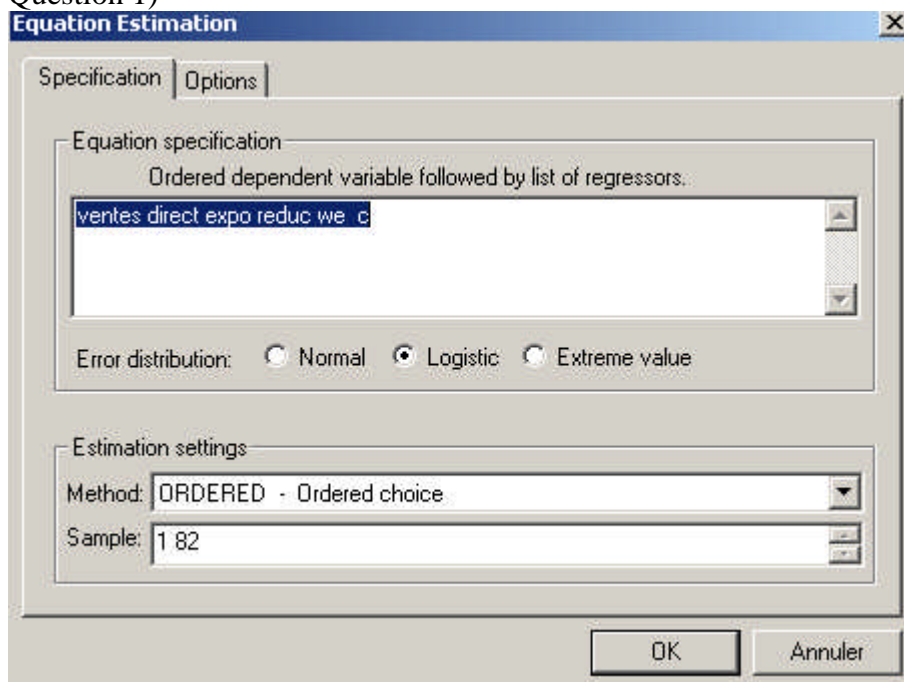 Question 1)
Equation Estimation
Specification Options
Equation specification
Ordered dependent variable followed by list of regressors.
ventes direct expo reduc we c
Error distribution: Normal Logistic Extreme value
Estimation settings
Method: ORDERED - Ordered choice
Sample: 1 82
OK Annuler